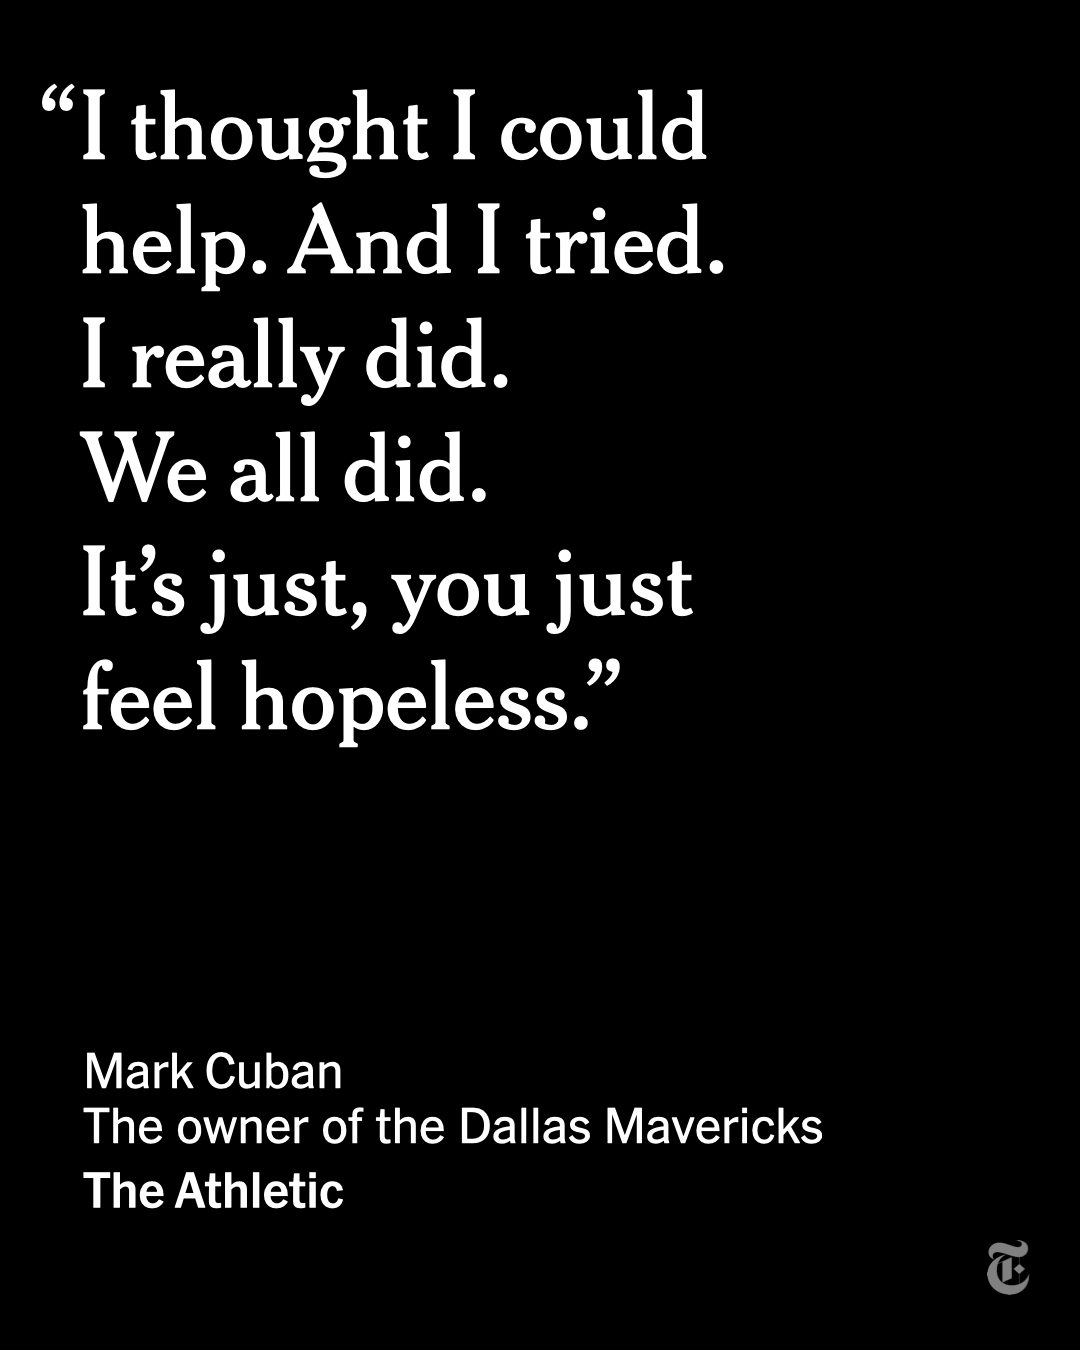 “I thought I could
help. And I tried.
I really did.
We all did.
It’s just, you just
feel hopeless.”
Mark Cuban
The owner of the Dallas Mavericks
The Athletic
T